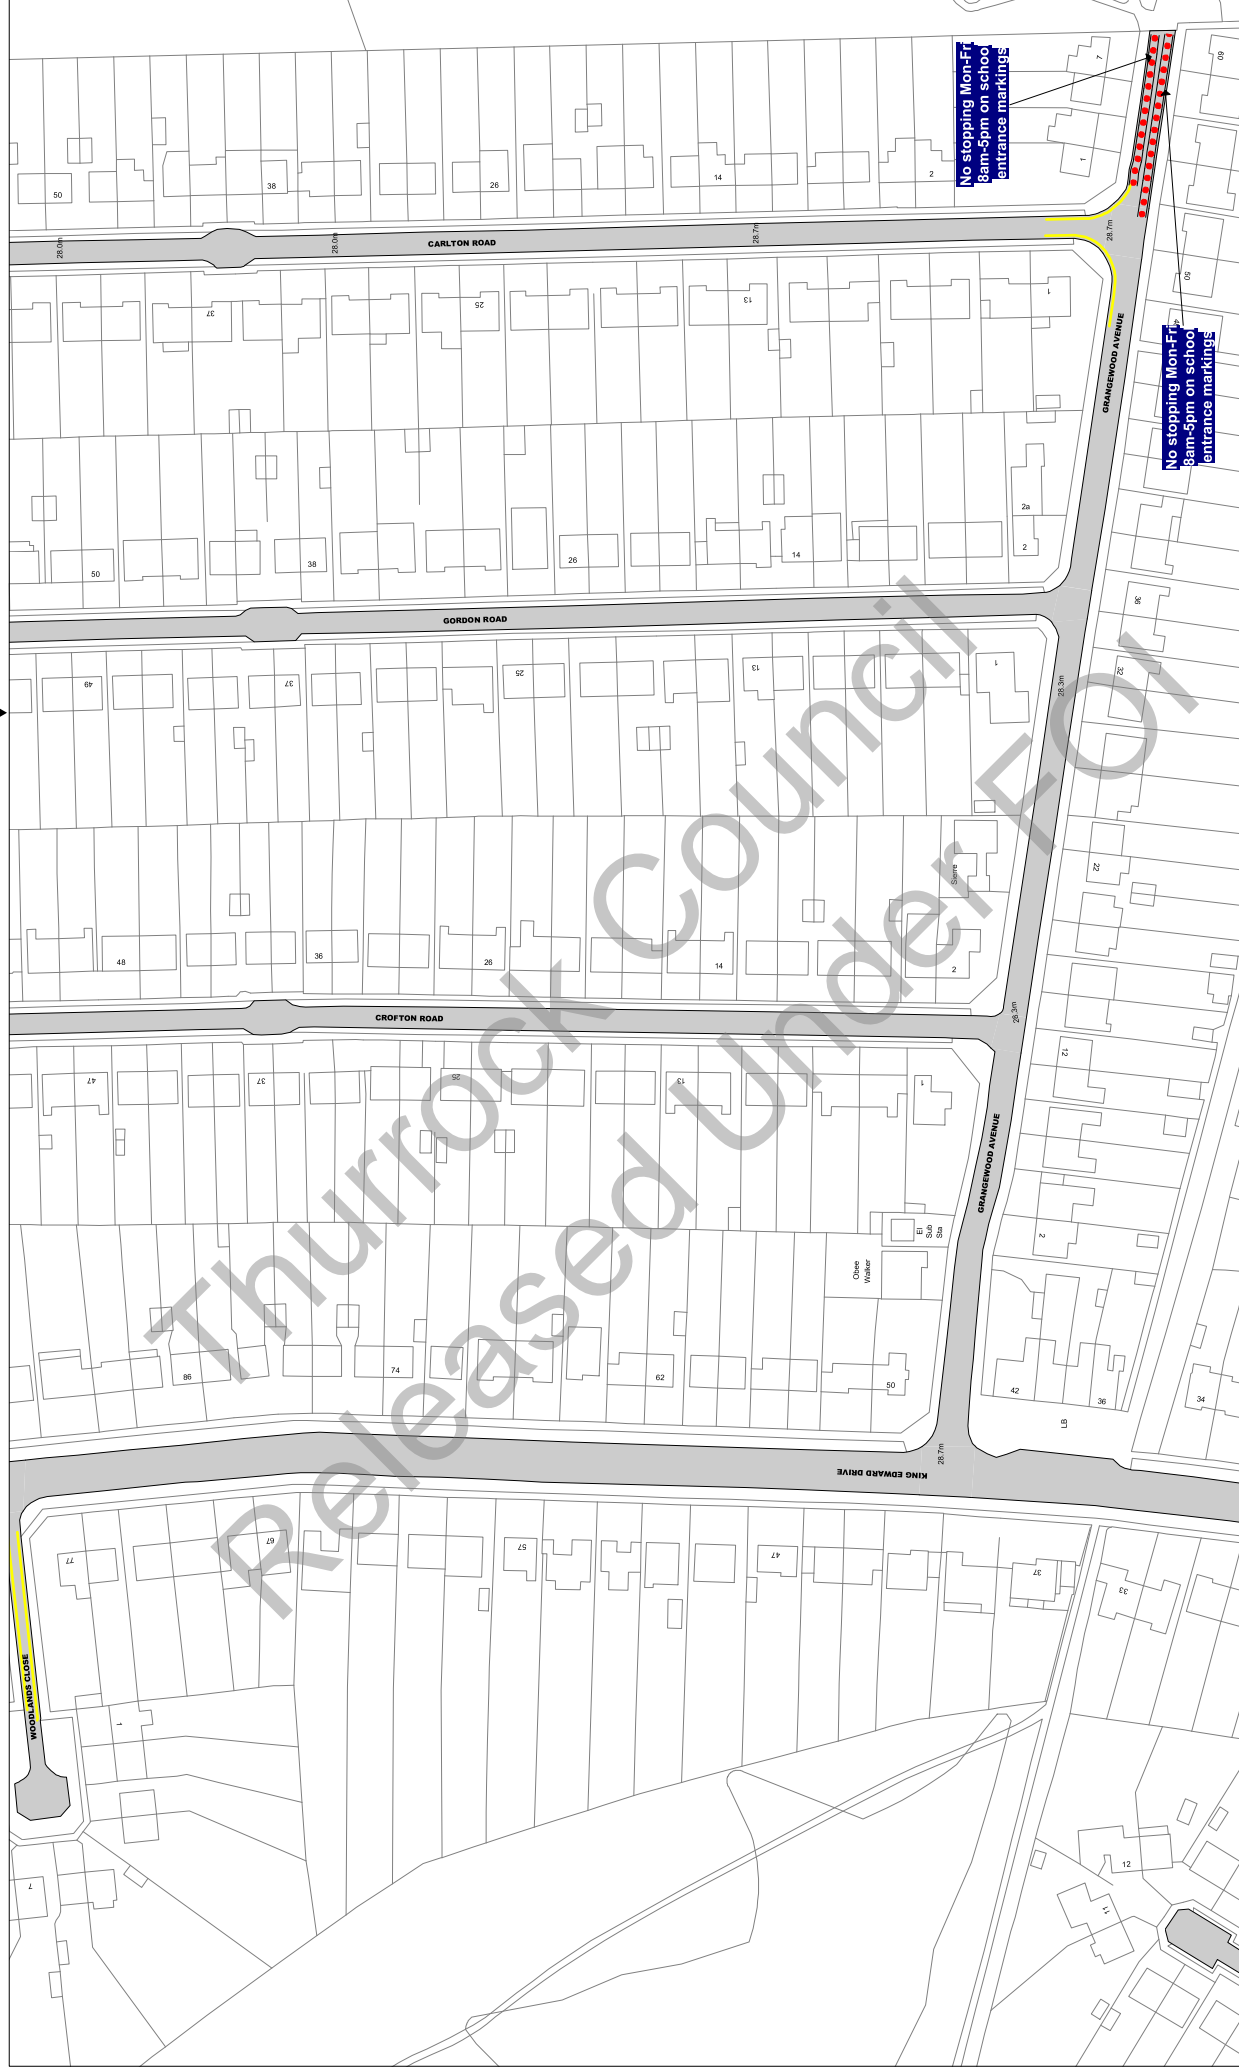 No stopping Mon-Fri
8am-5pm on school
entrance markings
7
60
1
50
38
26
14
2
28.0m
28.0m
CARLTON ROAD
28.7m
28.7m
50
37
25
13
1
GRANGEWOOD AVENUE
No stopping Mon-Fri
8am-5pm on school
entrance markings
2a
50
38
26
14
2
36
GORDON ROAD
49
37
25
13
1
32
28.3m
Thurrock Council
Released Under FOI
22
48
36
26
14
2
CROFTON ROAD
28.3m
47
37
25
13
1
12
GRANGEWOOD AVENUE
El
Sub
Sta
2
Obee
Walker
86
74
62
50
42
36
34
LB
KING EDWARD DRIVE
28.7m
77
67
57
47
37
33
WOODLANDS CLOSE
1
7
12
11